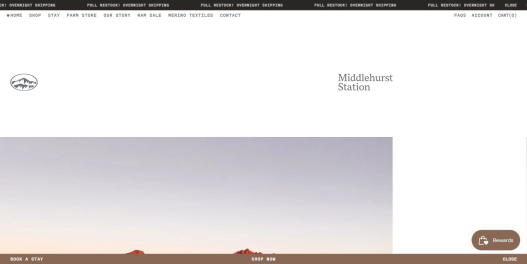 CK! OVERNIGHT SHIPPING FULL RESTOCK! OVERNIGHT SHIPPING FULL RESTOCK! OVERNIGHT SHIPPING FULL RESTOCK! OVERNIGHT SHIPPING FULL RESTOCK! OVERNIGHT SH CLOSE
HOME SHOP STAY FARM STORE OUR STORY RAM SALE MERINO TEXTILES CONTACT FAQS ACCOUNT CART(0)
Middlehurst
Station
Rewards
BOOK A STAY SHOP NOW CLOSE